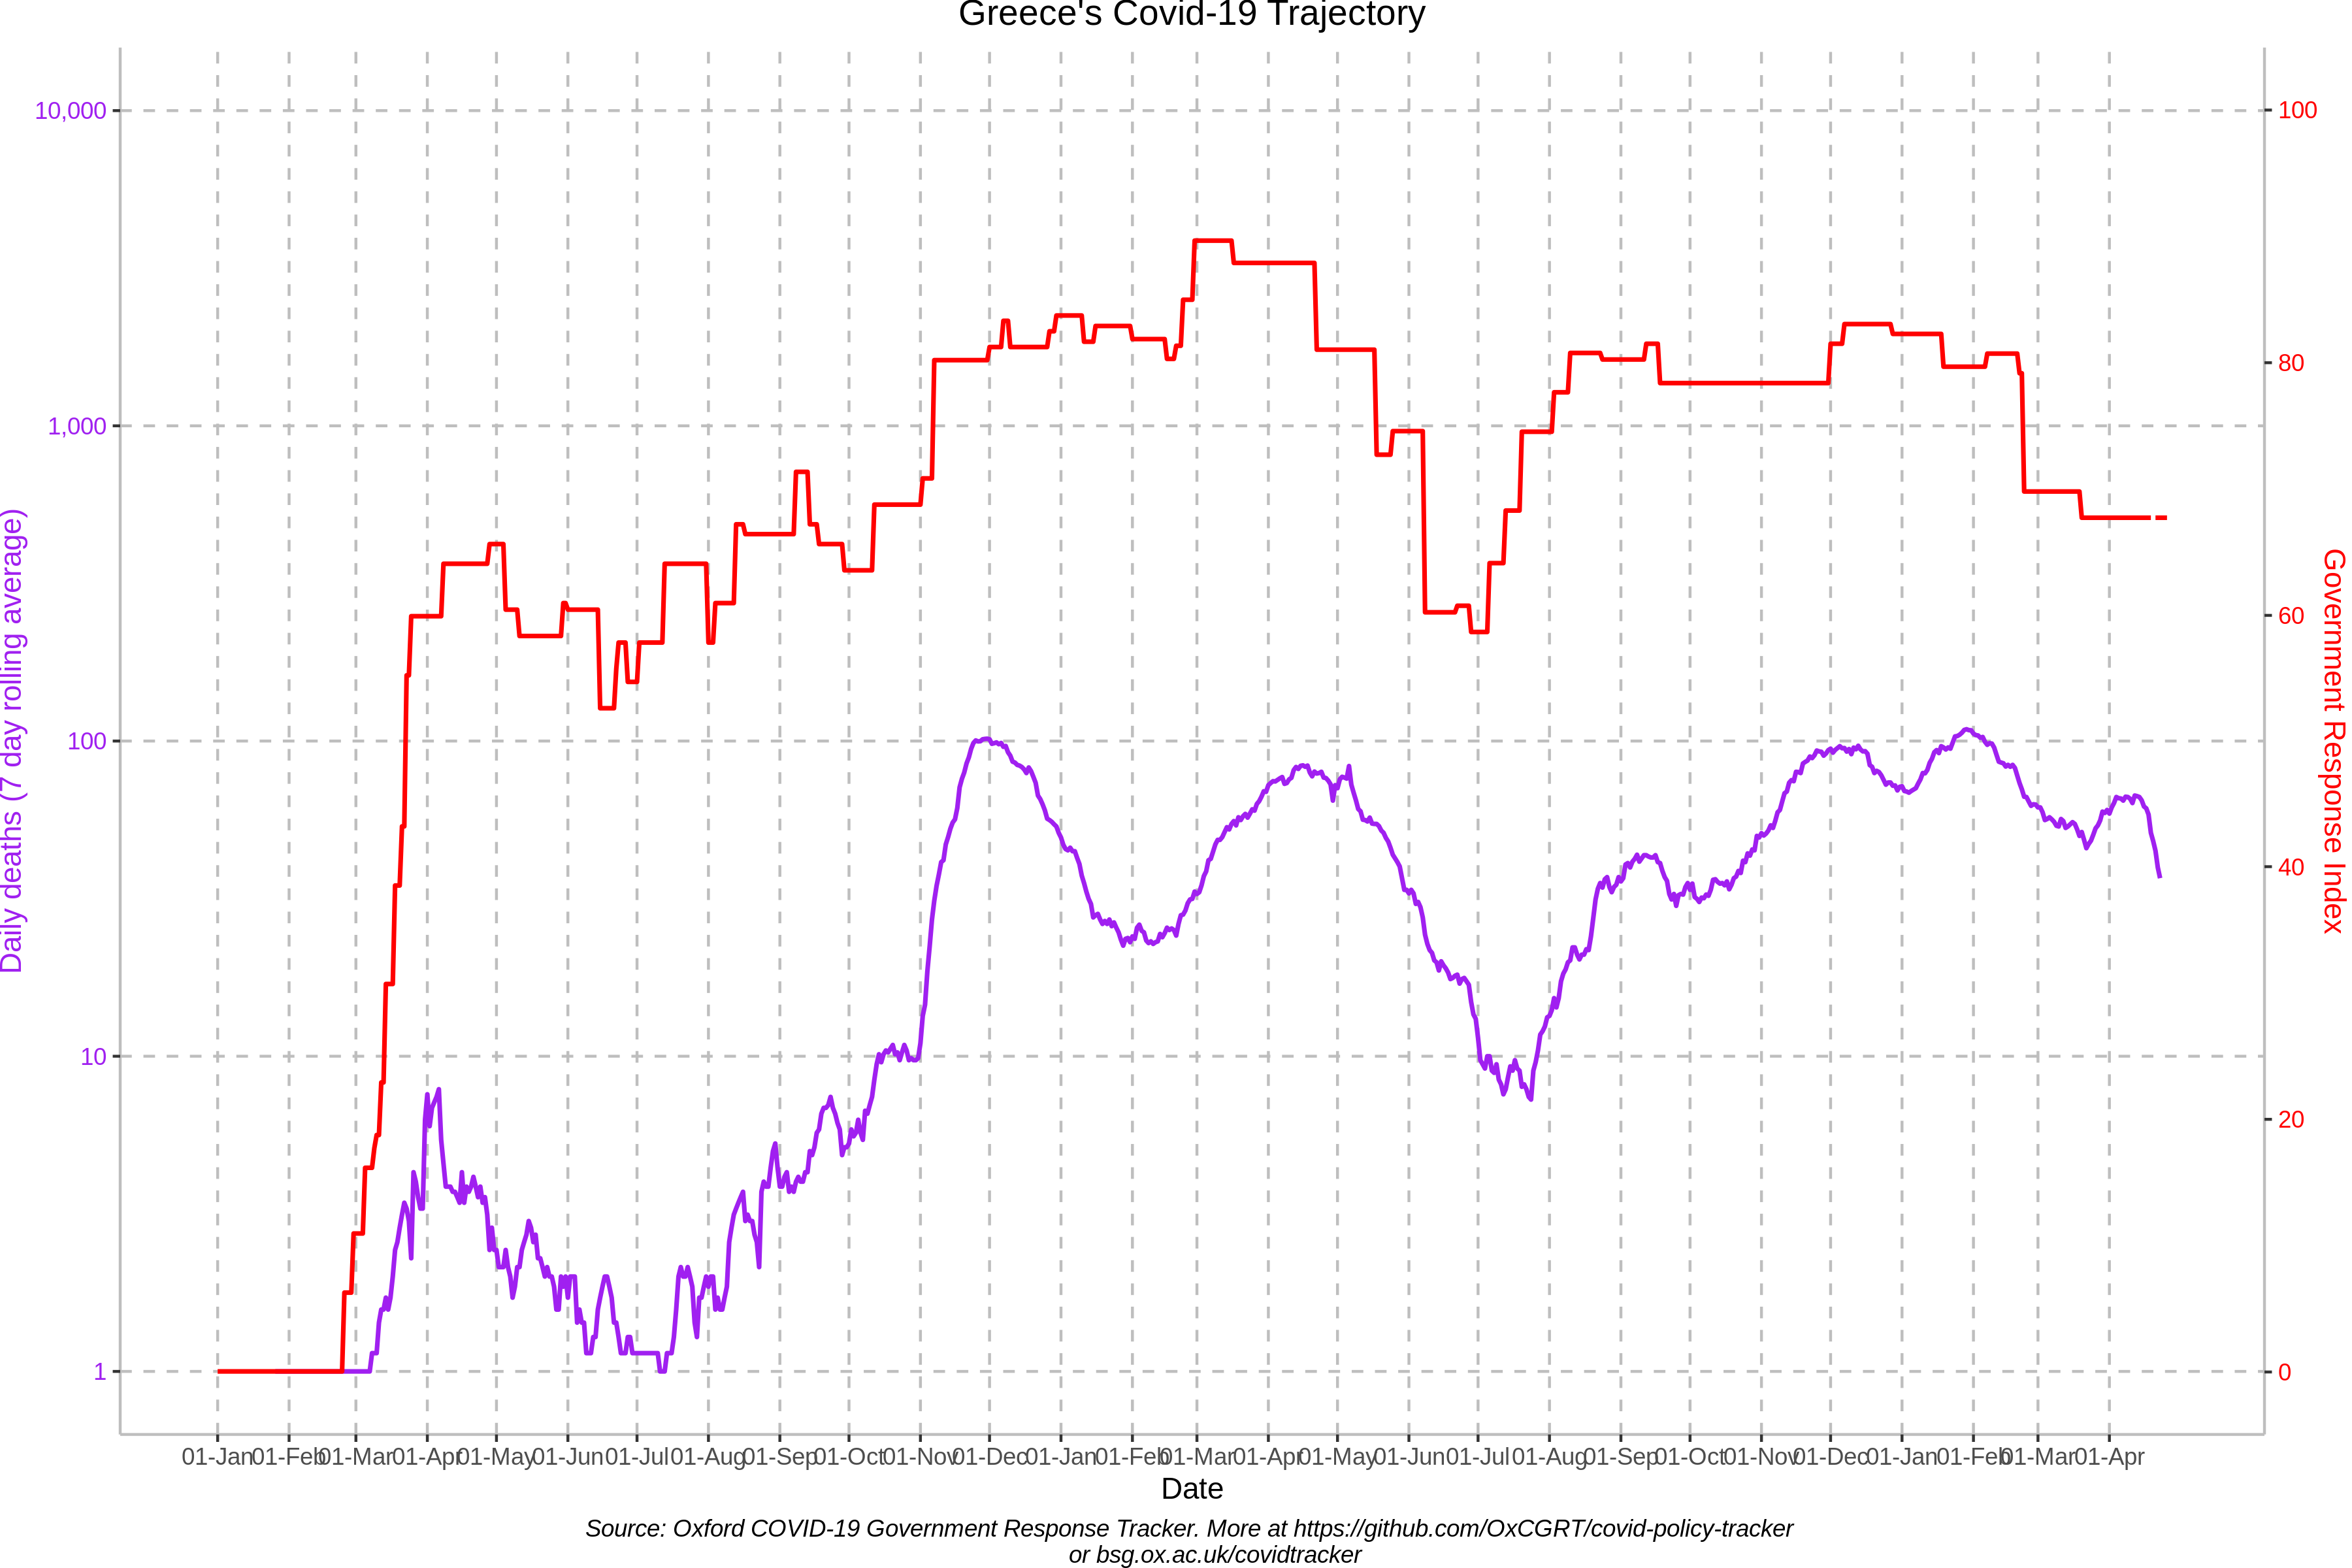 Greece's Covid-19 Trajectory
10,000
1,000
100
10
1
Daily deaths (7 day rolling average)
100
80
60
40
20
0
Government Response Index
01-Jan 01-Feb 01-Mar 01-Apr 01-May 01-Jun 01-Jul 01-Aug 01-Sep 01-Oct 01-Nov 01-Dec 01-Jan 01-Feb 01-Mar 01-Apr 01-May 01-Jun 01-Jul 01-Aug 01-Sep 01-Oct 01-Nov 01-Dec 01-Jan 01-Feb 01-Mar 01-Apr
Date
Source: Oxford COVID-19 Government Response Tracker. More at https://github.com/OxCGRT/covid-policy-tracker
or bsg.ox.ac.uk/covidtracker